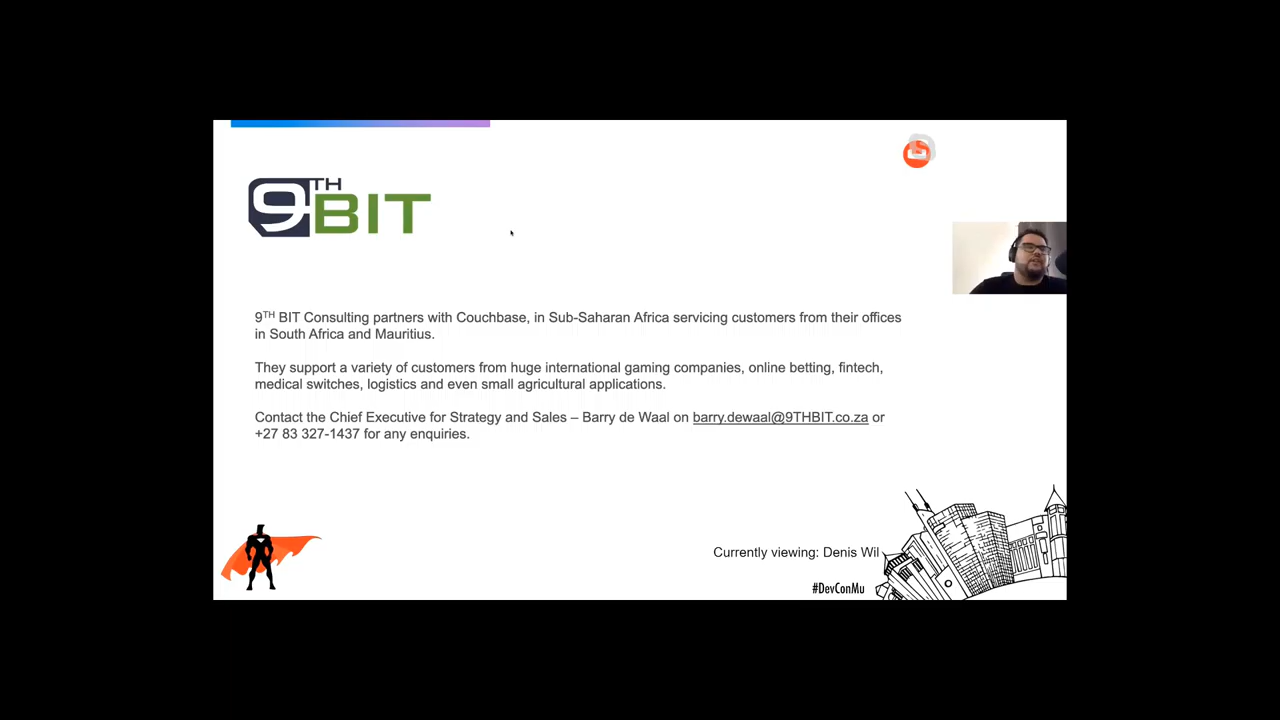 9TH BIT
9TH BIT Consulting partners with Couchbase, in Sub-Saharan Africa servicing customers from their offices
in South Africa and Mauritius.
They support a variety of customers from huge international gaming companies, online betting, fintech,
medical switches, logistics and even small agricultural applications.
Contact the Chief Executive for Strategy and Sales – Barry de Waal on barry.dewaal@9THBIT.co.za or
+27 83 327-1437 for any enquiries.
Currently viewing: Denis Wil
#DevConMu